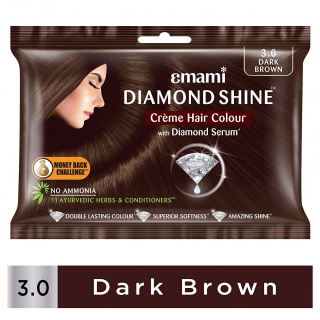 3.0
DARK
BROWN
emami
DIAMOND SHINE™
Crème Hair Colour
with Diamond Serum*
MONEY BACK
CHALLENGE
NO AMMONIA
11 AYURVEDIC HERBS & CONDITIONERS**
DOUBLE LASTING COLOUR* SUPERIOR SOFTNESS* AMAZING SHINE*
3.0 Dark Brown